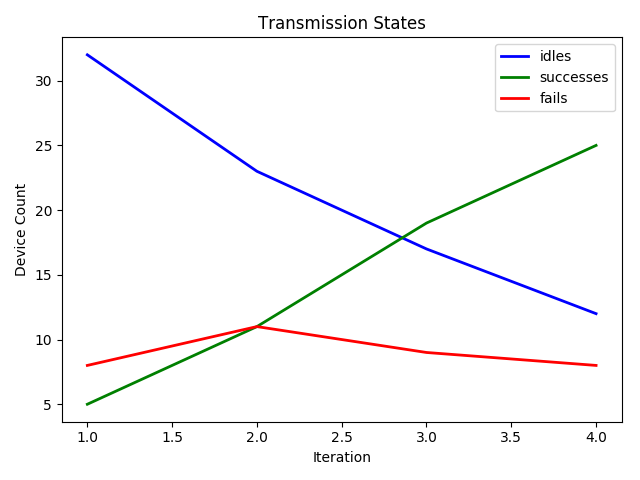 Transmission States
idles
successes
fails
Device Count
30
25
20
15
10
5
1.0 1.5 2.0 2.5 3.0 3.5 4.0
Iteration